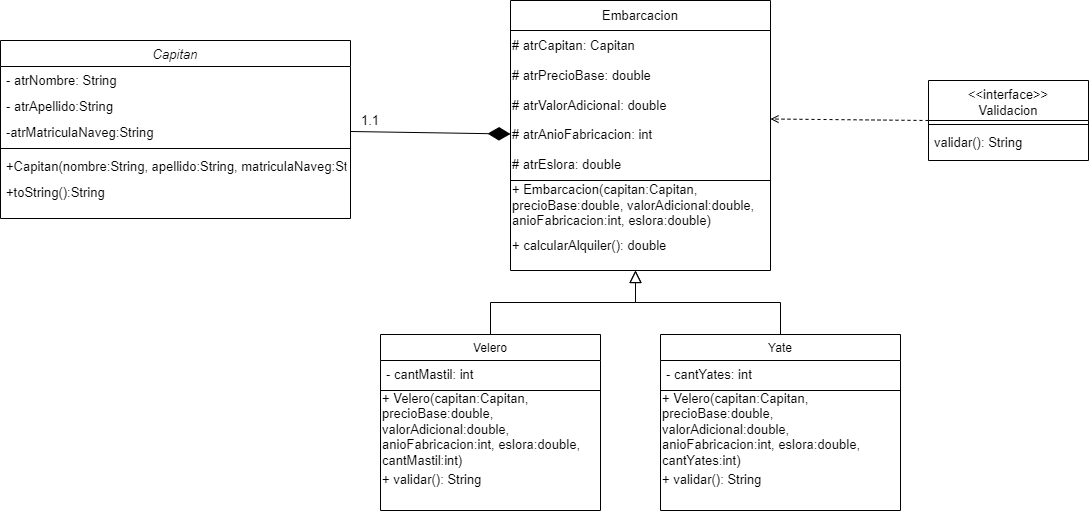 Capitan
- atrNombre: String
- atrApellido:String
-atrMatriculaNaveg:String
+Capitan(nombre:String, apellido:String, matriculaNaveg:St
+toString():String
1.1
Embarcacion
# atrCapitan: Capitan
# atrPrecioBase: double
# atrValorAdicional: double
# atrAnioFabricacion: int
# atrEslora: double
+ Embarcacion(capitan:Capitan,
precioBase:double, valorAdicional:double,
anioFabricacion:int, eslora:double)
+ calcularAlquiler(): double
<<interface>>
Validacion
validar(): String
Velero
- cantMastil: int
+ Velero(capitan:Capitan,
precioBase:double,
valorAdicional:double,
anioFabricacion:int, eslora:double,
cantMastil:int)
+ validar(): String
Yate
- cantYates: int
+ Velero(capitan:Capitan,
precioBase:double,
valorAdicional:double,
anioFabricacion:int, eslora:double,
cantYates:int)
+ validar(): String